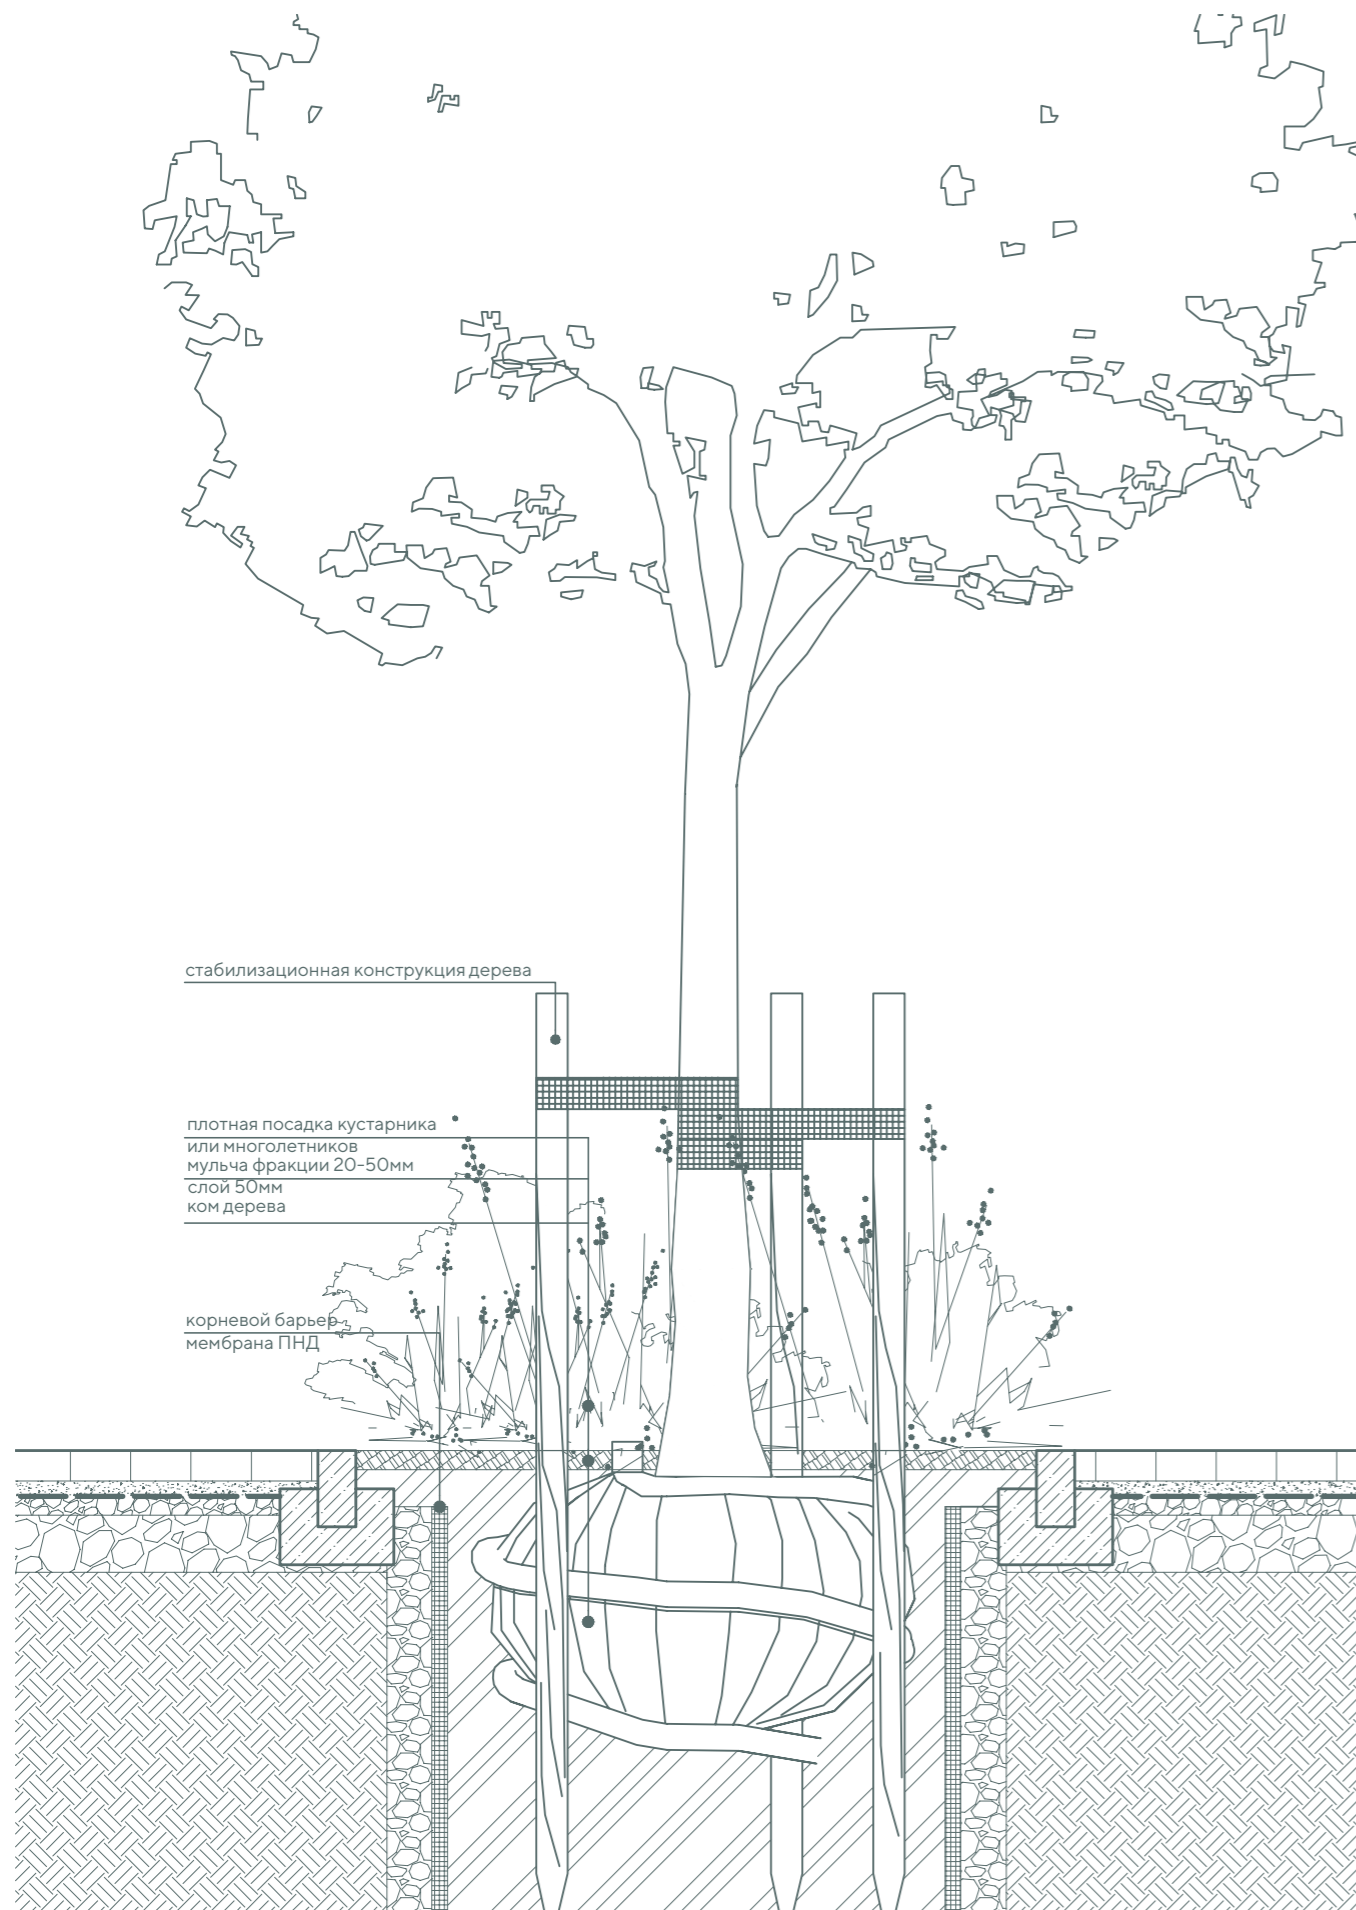 стабилизационная конструкция дерева
плотная посадка кустарника
или многолетников
мульча фракции 20-50мм
слой 50мм
ком дерева
корневой барьер
мембрана ПНД